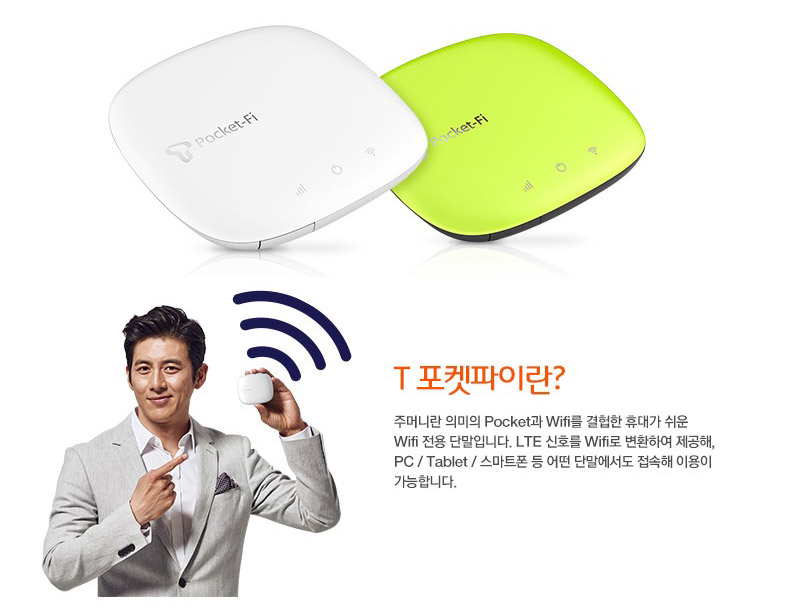 Pocket-Fi
Pocket-Fi
T 포켓파이란?
주머니란 의미의 Pocket과 Wifi를 결헙한 휴대가 쉬운
Wifi 전용 단말입니다. LTE 신호를 Wifi로 변환하여 제공해,
PC / Tablet / 스마트폰 등 어떤 단말에서도 접속해 이용이
가능합니다.